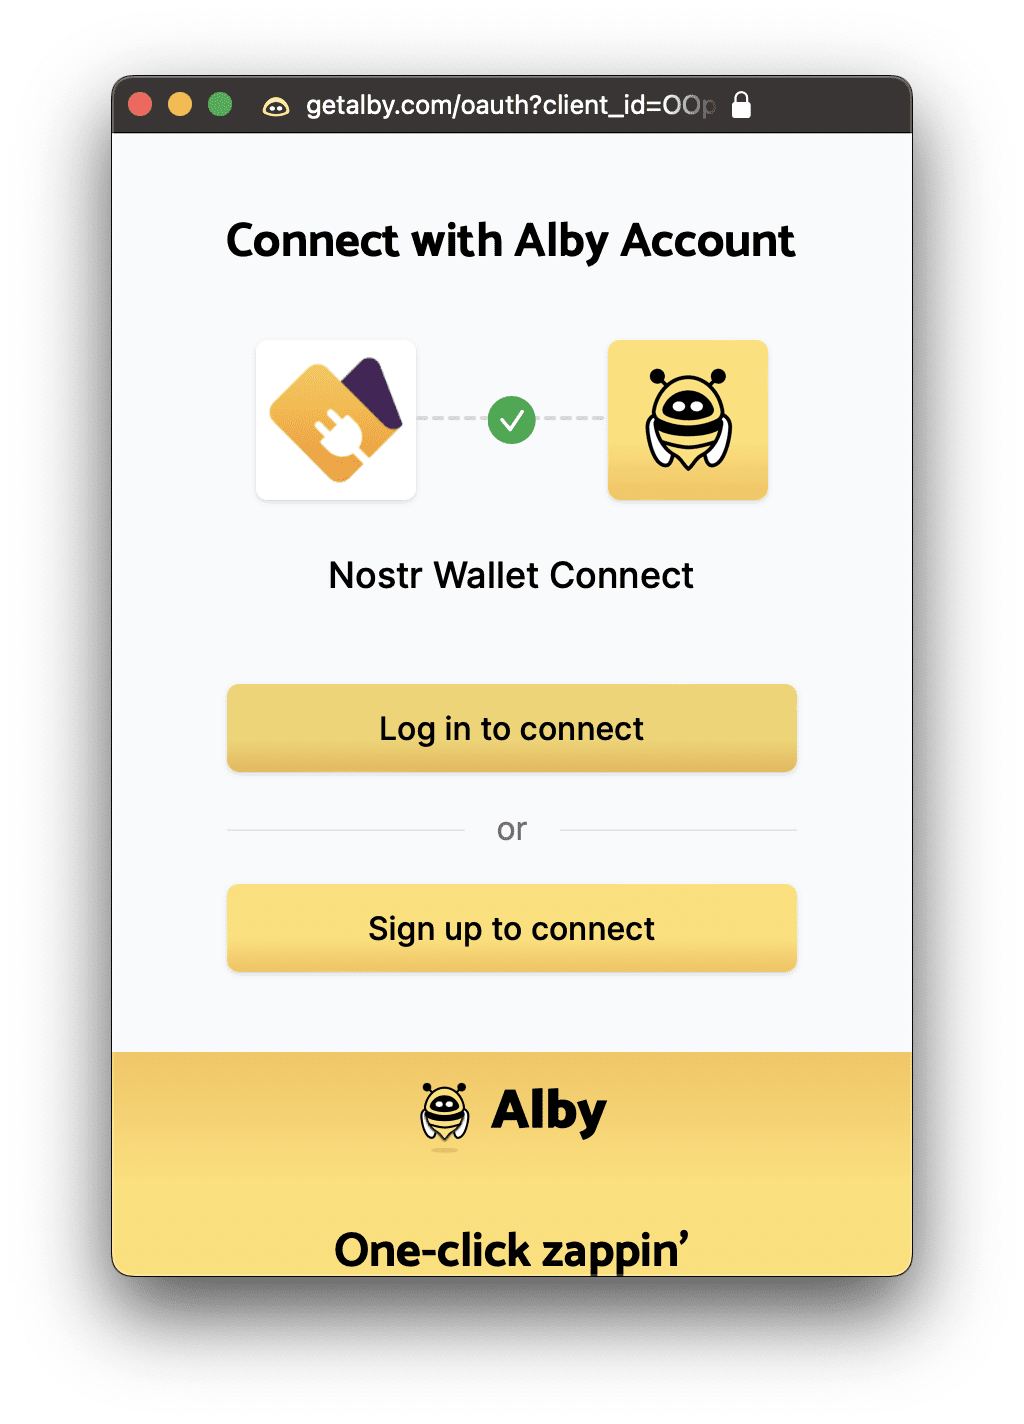 getalby.com/oauth?client_id=OOp
Connect with Alby Account
Nostr Wallet Connect
Log in to connect
or
Sign up to connect
Alby
One-click zappin’